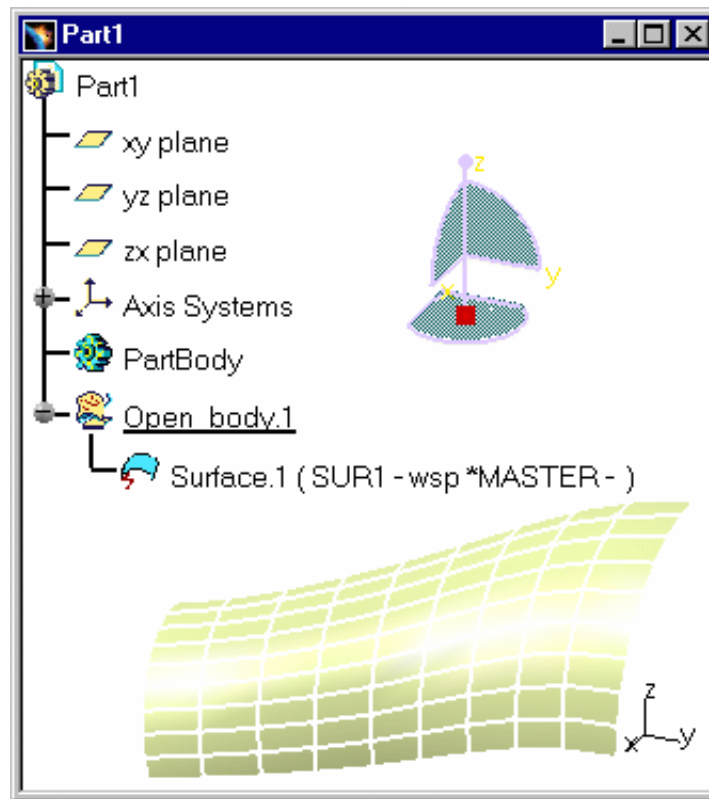 Part1
Part1
xy plane
yz plane
zx plane
Axis Systems
PartBody
Open_body.1
Surface.1 ( SUR1 - wsp *MASTER - )
z
y
x
z
x
y